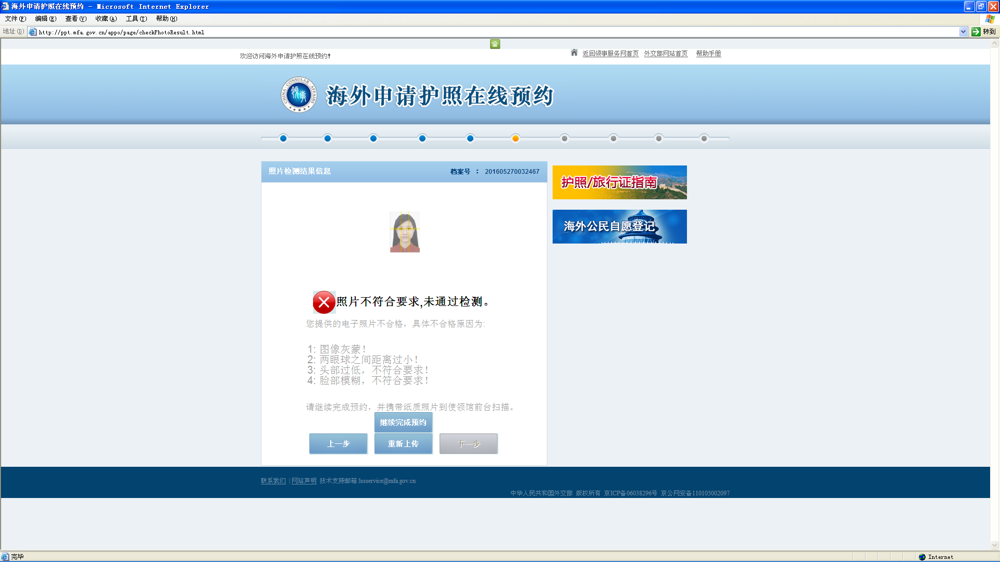 海外申请护照在线预约 - Microsoft Internet Explorer
文件(F) 编辑(E) 查看(V) 收藏(A) 工具(T) 帮助(H)
地址(D) http://ppt.mfa.gov.cn/appo/page/checkPhotoResult.html 转到
欢迎访问海外申请护照在线预约! 返回领事服务网首页 外交部网站首页 帮助手册
CHINA CONSULAR AFFAIRS 领事
海外申请护照在线预约
照片检测结果信息 档案号 : 201605270032467
护照/旅行证指南
海外公民自愿登记
照片不符合要求,未通过检测。
您提供的电子照片不合格，具体不合格原因为:
1: 图像灰蒙!
2: 两眼球之间距离过小!
3: 头部过低，不符合要求!
4: 脸部模糊，不符合要求!
请继续完成预约，并携带纸质照片到使领馆前台扫描。
继续完成预约
上一步 重新上传 下一步
联系我们 | 网站声明 技术支持邮箱:lssservice@mfa.gov.cn
中华人民共和国外交部 版权所有 京ICP备06038296号 京公网安备110105002097
完毕 Internet